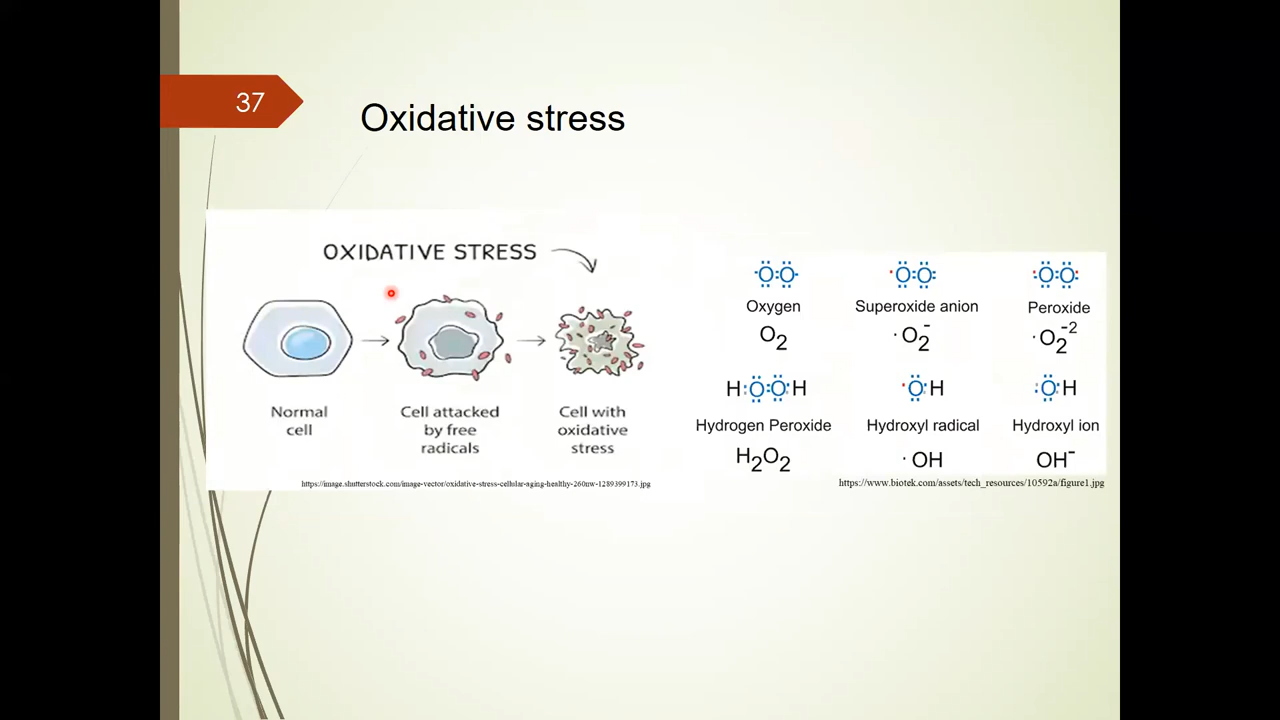 37
Oxidative stress
OXIDATIVE STRESS
Normal
cell
Cell attacked
by free
radicals
Cell with
oxidative
stress
https://image.shutterstock.com/image-vector/oxidative-stress-cellular-aging-healthy-260nw-1289399173.jpg
·Ö:Ö· ·Ö:Ö: ·Ö:Ö·
Oxygen Superoxide anion Peroxide
O₂ ·O₂⁻ ·O₂⁻²
H:Ö:Ö:H ·Ö:H :Ö:H
Hydrogen Peroxide Hydroxyl radical Hydroxyl ion
H₂O₂ ·OH OH⁻
https://www.biotek.com/assets/tech_resources/10592a/figure1.jpg